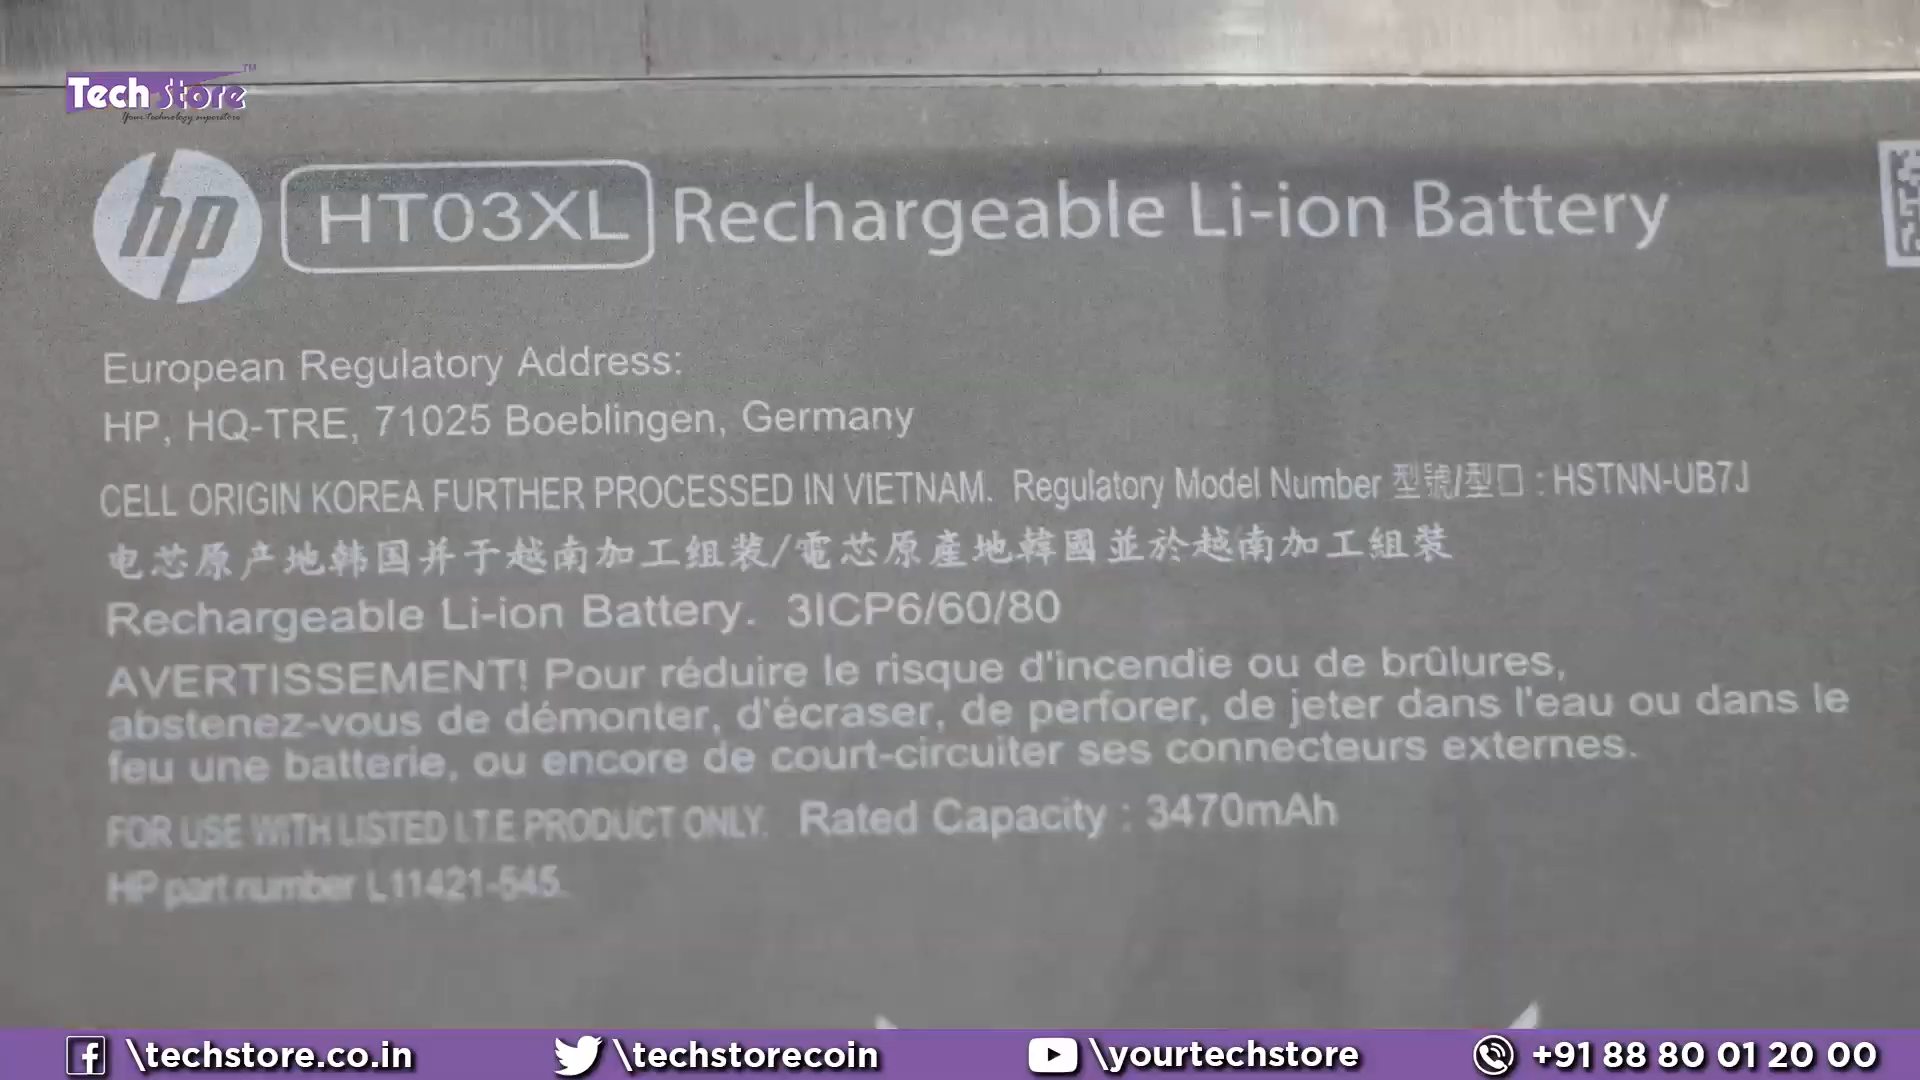 Tech Store TM
Your technology superstore
hp HT03XL Rechargeable Li-ion Battery
European Regulatory Address:
HP, HQ-TRE, 71025 Boeblingen, Germany
CELL ORIGIN KOREA FURTHER PROCESSED IN VIETNAM. Regulatory Model Number 型號/型口 : HSTNN-UB7J
电芯原产地韩国并于越南加工组装/電芯原產地韓國並於越南加工組裝
Rechargeable Li-ion Battery. 3ICP6/60/80
AVERTISSEMENT! Pour réduire le risque d'incendie ou de brûlures,
abstenez-vous de démonter, d'écraser, de perforer, de jeter dans l'eau ou dans le
feu une batterie, ou encore de court-circuiter ses connecteurs externes.
FOR USE WITH LISTED I.T.E PRODUCT ONLY. Rated Capacity : 3470mAh
HP part number L11421-545.
\techstore.co.in \techstorecoin \yourtechstore +91 88 80 01 20 00